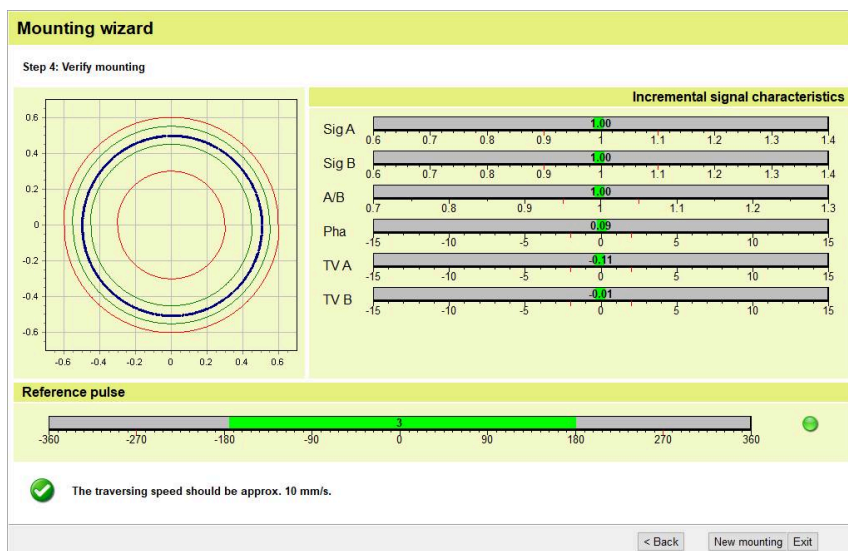 Mounting wizard
Step 4: Verify mounting
Incremental signal characteristics
0.6
0.4
0.2
0
-0.2
-0.4
-0.6
-0.6 -0.4 -0.2 0 0.2 0.4 0.6
Sig A
1.00
0.6 0.7 0.8 0.9 1 1.1 1.2 1.3 1.4
Sig B
1.00
0.6 0.7 0.8 0.9 1 1.1 1.2 1.3 1.4
A/B
1.00
0.7 0.8 0.9 1 1.1 1.2 1.3
Pha
0.09
-15 -10 -5 0 5 10 15
TV A
-0.11
-15 -10 -5 0 5 10 15
TV B
-0.01
-15 -10 -5 0 5 10 15
Reference pulse
3
-360 -270 -180 -90 0 90 180 270 360
The traversing speed should be approx. 10 mm/s.
< Back New mounting Exit